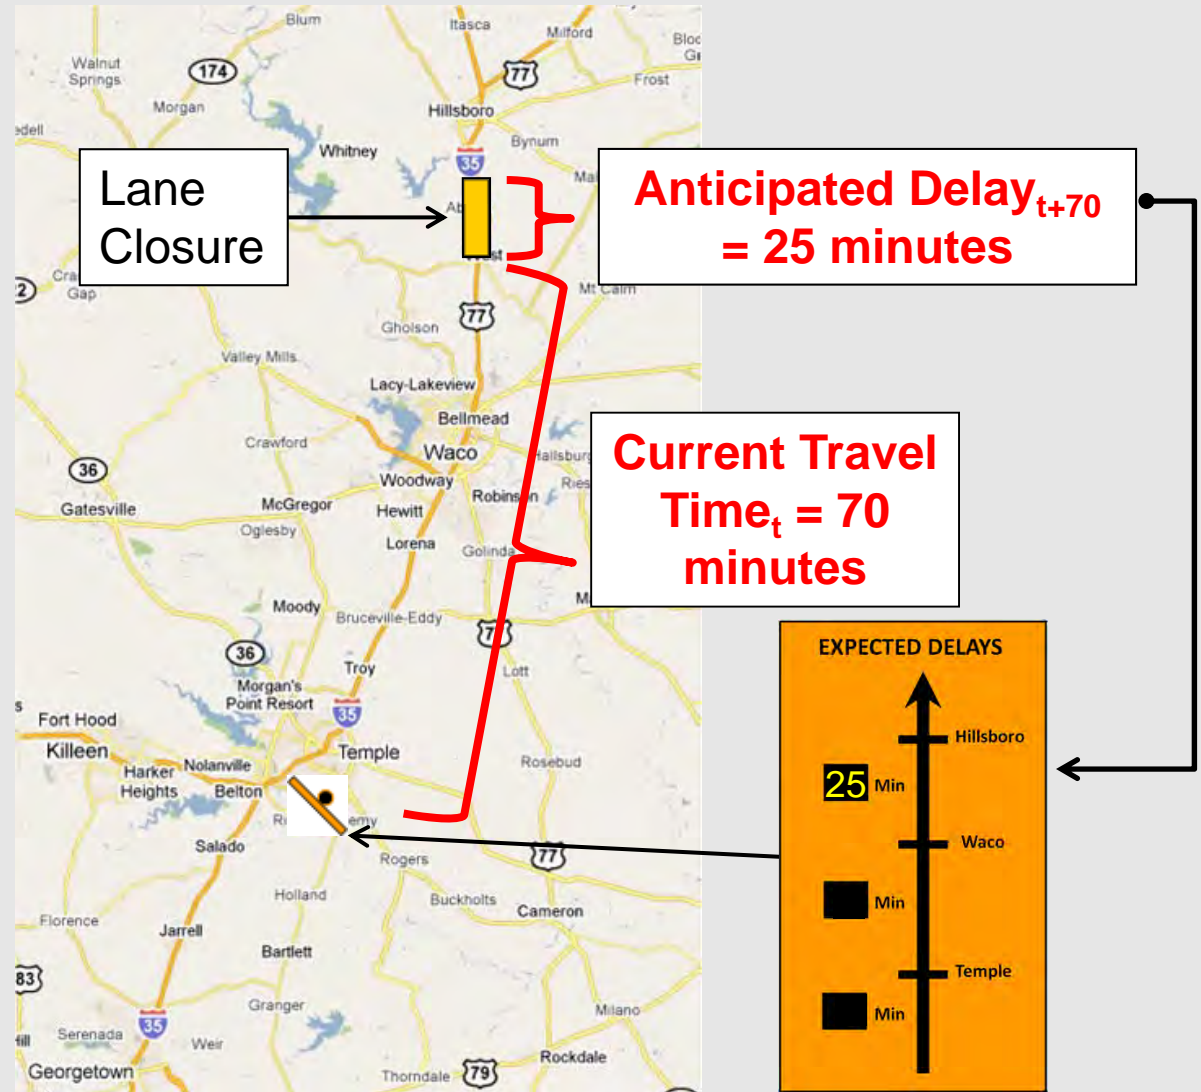 Blum
Itasca
Milford
Walnut
Springs
174
77
Frost
Morgan
Hillsboro
Bynum
Whitney
35
Lane
Closure
Anticipated Delay t+70
= 25 minutes
Gap
Mt Calm
77
Gholson
Valley Mills
Lacy-Lakeview
Bellmead
Crawford
Waco
36
Woodway
Robinson
Gatesville
McGregor
Hewitt
Oglesby
Lorena
Golinda
Current Travel
Time t = 70
minutes
Moody
Bruceville-Eddy
36
Troy
Lott
Morgan's
Point Resort
35
Fort Hood
Killeen
Temple
Nolanville
Harker
Heights
Belton
Rosebud
Salado
Rogers
77
Holland
Buckholts
Cameron
Florence
Jarrell
Bartlett
83
Granger
Milano
35
Serenada
Weir
Rockdale
Georgetown
Thorndale
79
EXPECTED DELAYS
Hillsboro
25 Min
Waco
Min
Temple
Min